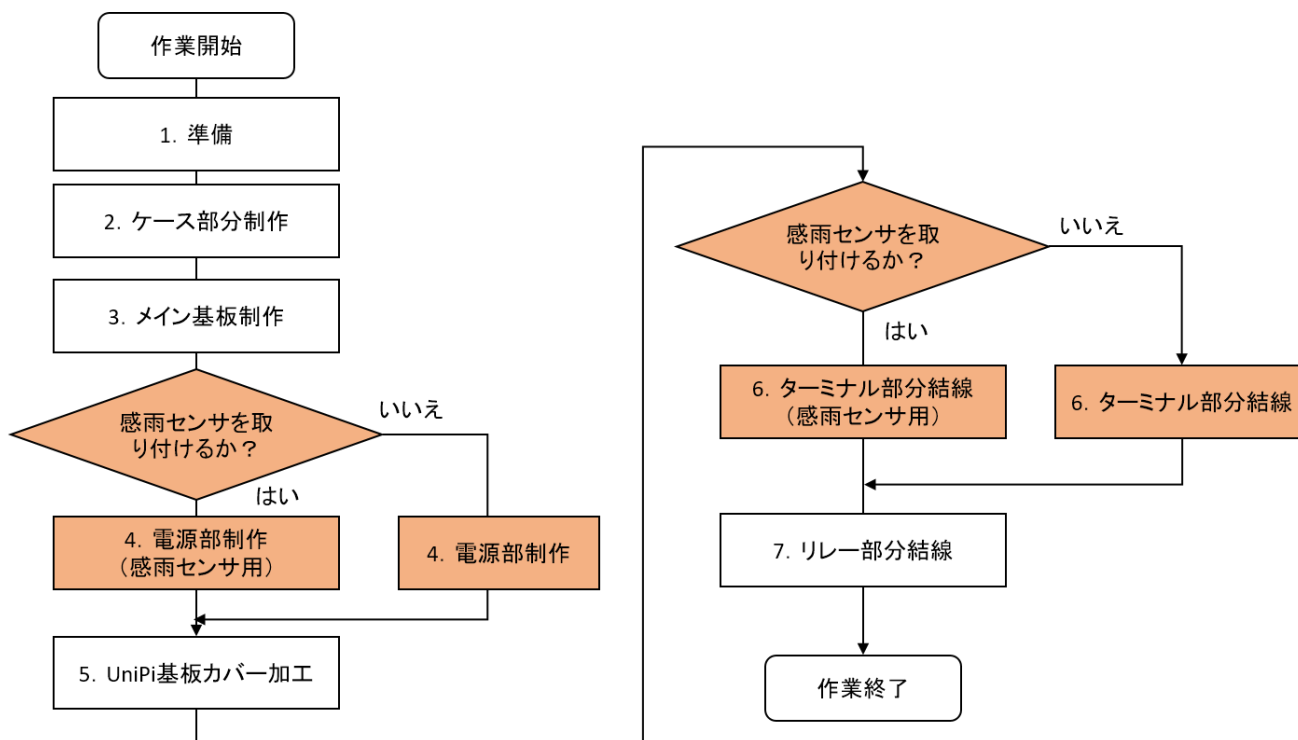 作業開始
1. 準備
2. ケース部分制作
3. メイン基板制作
感雨センサを取
り付けるか？
いいえ
はい
4. 電源部制作
（感雨センサ用）
4. 電源部制作
5. UniPi基板カバー加工
感雨センサを取
り付けるか？
いいえ
はい
6. ターミナル部分結線
（感雨センサ用）
6. ターミナル部分結線
7. リレー部分結線
作業終了